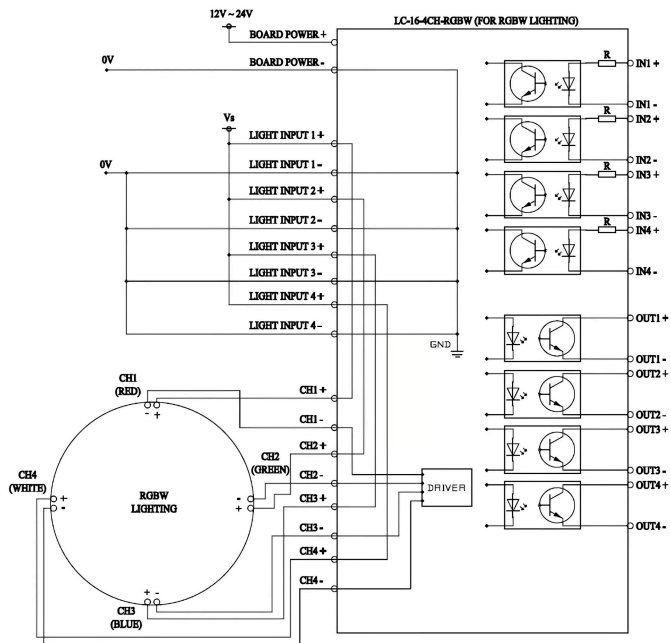 12V ~ 24V
LC-16-4CH-RGBW (FOR RGBW LIGHTING)
BOARD POWER +
0V
BOARD POWER -
R
IN1 +
IN1 -
Vs
R
IN2 +
LIGHT INPUT 1 +
0V
LIGHT INPUT 1 -
IN2 -
R
IN3 +
LIGHT INPUT 2 +
IN3 -
LIGHT INPUT 2 -
R
IN4 +
LIGHT INPUT 3 +
LIGHT INPUT 3 -
IN4 -
LIGHT INPUT 4 +
OUT1 +
LIGHT INPUT 4 -
GND
OUT1 -
OUT2 +
CH1
(RED)
CH1 +
OUT2 -
CH1 -
OUT3 +
CH2
(GREEN)
CH2 +
- +
CH4
(WHITE)
CH2 -
OUT3 -
OUT4 +
RGBW
LIGHTING
DRIVER
+
-
-
+
CH3 +
CH3 -
OUT4 -
CH4 +
+ -
CH4 -
CH3
(BLUE)